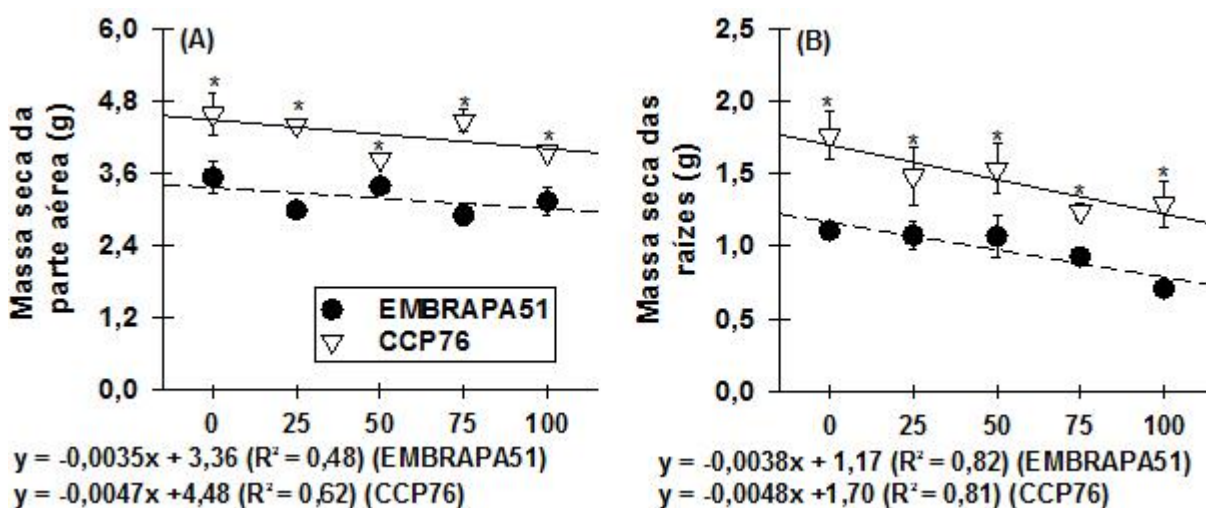 (A)
Massa seca da
parte aérea (g)
6,0
4,8
3,6
2,4
1,2
0,0
* * * * *
EMBRAPA51
CCP76
0 25 50 75 100
y = -0,0035x + 3,36 (R² = 0,48) (EMBRAPA51)
y = -0,0047x +4,48 (R² = 0,62) (CCP76)
(B)
Massa seca das
raízes (g)
2,5
2,0
1,5
1,0
0,5
0,0
* * * * *
0 25 50 75 100
y = -0,0038x + 1,17 (R² = 0,82) (EMBRAPA51)
y = -0,0048x +1,70 (R² = 0,81) (CCP76)